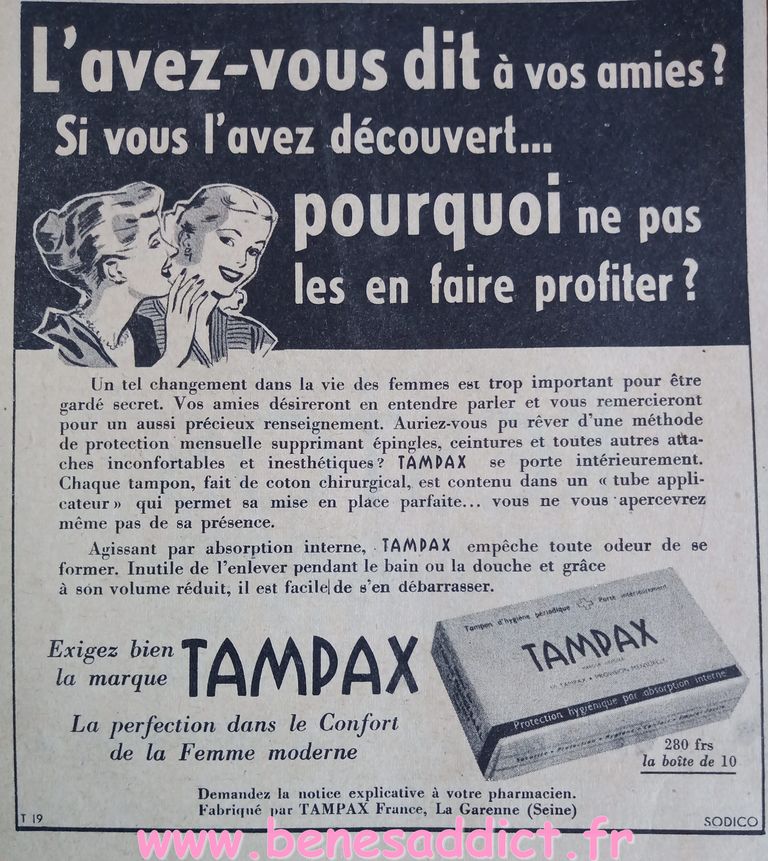 L'avez-vous dit à vos amies ?
Si vous l'avez découvert...
pourquoi ne pas
les en faire profiter ?
Un tel changement dans la vie des femmes est trop important pour être
gardé secret. Vos amies désireront en entendre parler et vous remercieront
pour un aussi précieux renseignement. Auriez-vous pu rêver d'une méthode
de protection mensuelle supprimant épingles, ceintures et toutes autres atta-
ches inconfortables et inesthétiques ? TAMPAX se porte intérieurement.
Chaque tampon, fait de coton chirurgical, est contenu dans un « tube appli-
cateur » qui permet sa mise en place parfaite... vous ne vous apercevrez
même pas de sa présence.
Agissant par absorption interne, TAMPAX empêche toute odeur de se
former. Inutile de l'enlever pendant le bain ou la douche et grâce
à son volume réduit, il est facile de s'en débarrasser.
Exigez bien
la marque TAMPAX
La perfection dans le Confort
de la Femme moderne
Tampon d'hygiène périodique Porté intérieurement
TAMPAX
10 TAMPAX • PROVISION MENSUELLE
Protection hygiénique par absorption interne
280 frs
la boîte de 10
Demandez la notice explicative à votre pharmacien.
Fabriqué par TAMPAX France, La Garenne (Seine)
T 19
SODICO
www.benesaddict.fr